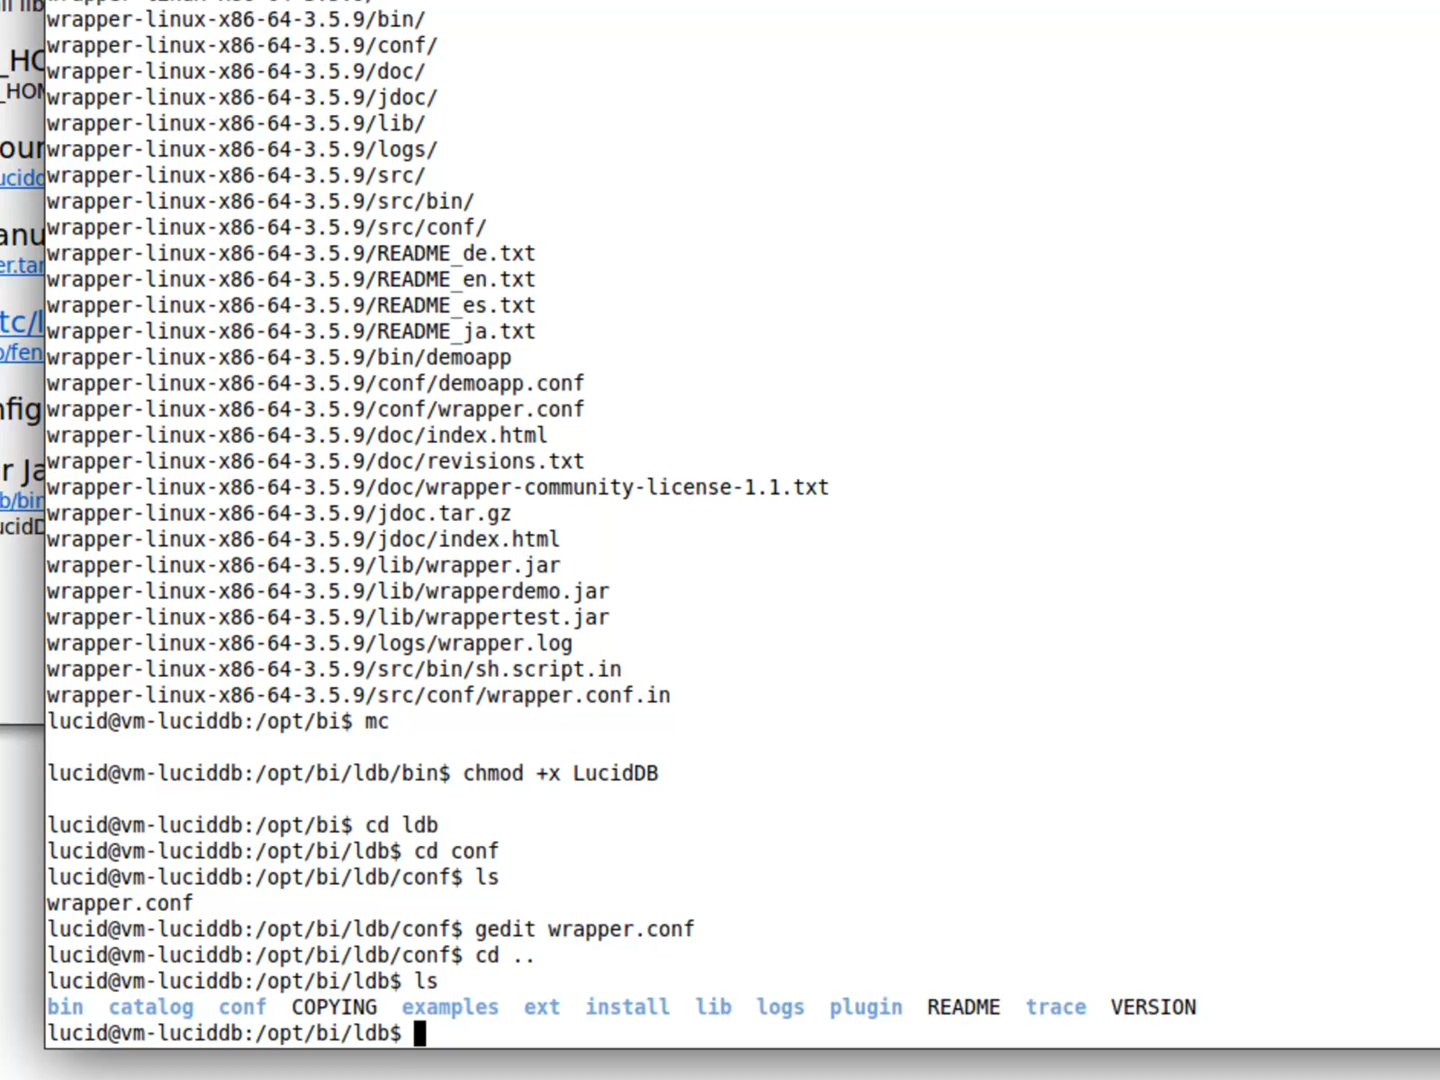 wrapper-linux-x86-64-3.5.9/bin/
wrapper-linux-x86-64-3.5.9/conf/
wrapper-linux-x86-64-3.5.9/doc/
wrapper-linux-x86-64-3.5.9/jdoc/
wrapper-linux-x86-64-3.5.9/lib/
wrapper-linux-x86-64-3.5.9/logs/
wrapper-linux-x86-64-3.5.9/src/
wrapper-linux-x86-64-3.5.9/src/bin/
wrapper-linux-x86-64-3.5.9/src/conf/
wrapper-linux-x86-64-3.5.9/README_de.txt
wrapper-linux-x86-64-3.5.9/README_en.txt
wrapper-linux-x86-64-3.5.9/README_es.txt
wrapper-linux-x86-64-3.5.9/README_ja.txt
wrapper-linux-x86-64-3.5.9/bin/demoapp
wrapper-linux-x86-64-3.5.9/conf/demoapp.conf
wrapper-linux-x86-64-3.5.9/conf/wrapper.conf
wrapper-linux-x86-64-3.5.9/doc/index.html
wrapper-linux-x86-64-3.5.9/doc/revisions.txt
wrapper-linux-x86-64-3.5.9/doc/wrapper-community-license-1.1.txt
wrapper-linux-x86-64-3.5.9/jdoc.tar.gz
wrapper-linux-x86-64-3.5.9/jdoc/index.html
wrapper-linux-x86-64-3.5.9/lib/wrapper.jar
wrapper-linux-x86-64-3.5.9/lib/wrapperdemo.jar
wrapper-linux-x86-64-3.5.9/lib/wrappertest.jar
wrapper-linux-x86-64-3.5.9/logs/wrapper.log
wrapper-linux-x86-64-3.5.9/src/bin/sh.script.in
wrapper-linux-x86-64-3.5.9/src/conf/wrapper.conf.in
lucid@vm-luciddb:/opt/bi$ mc
lucid@vm-luciddb:/opt/bi/ldb/bin$ chmod +x LucidDB
lucid@vm-luciddb:/opt/bi$ cd ldb
lucid@vm-luciddb:/opt/bi/ldb$ cd conf
lucid@vm-luciddb:/opt/bi/ldb/conf$ ls
wrapper.conf
lucid@vm-luciddb:/opt/bi/ldb/conf$ gedit wrapper.conf
lucid@vm-luciddb:/opt/bi/ldb/conf$ cd ..
lucid@vm-luciddb:/opt/bi/ldb$ ls
bin catalog conf COPYING examples ext install lib logs plugin README trace VERSION
lucid@vm-luciddb:/opt/bi/ldb$